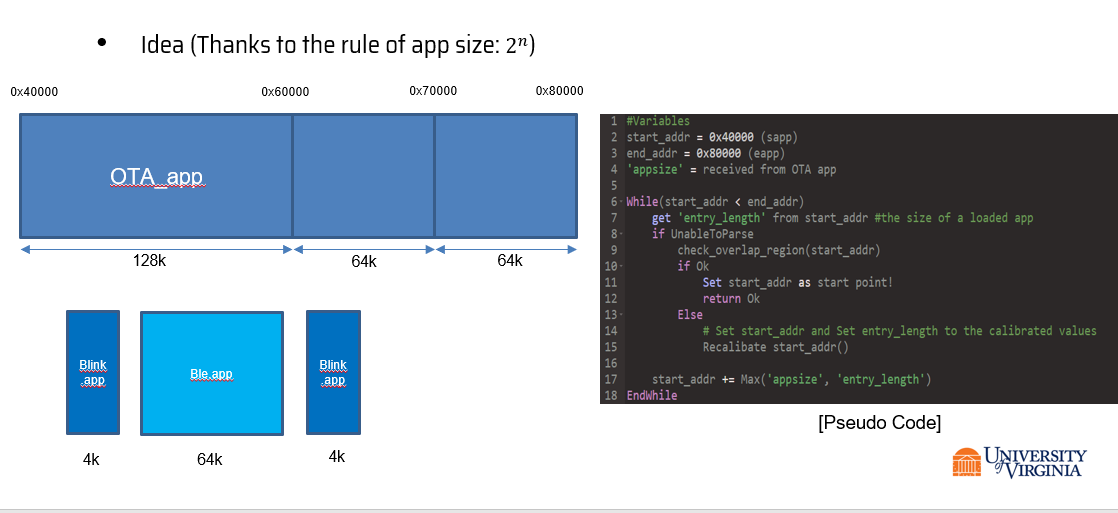 • Idea (Thanks to the rule of app size: 2ⁿ)
0x40000 0x60000 0x70000 0x80000
OTA_app
128k 64k 64k
Blink
.app
Ble.app
Blink
.app
4k 64k 4k
1 #Variables
2 start_addr = 0x40000 (sapp)
3 end_addr = 0x80000 (eapp)
4 'appsize' = received from OTA app
5
6 While(start_addr < end_addr)
7 get 'entry_length' from start_addr #the size of a loaded app
8 if UnableToParse
9 check_overlap_region(start_addr)
10 if Ok
11 Set start_addr as start point!
12 return Ok
13 Else
14 # Set start_addr and Set entry_length to the calibrated values
15 Recalibate start_addr()
16
17 start_addr += Max('appsize', 'entry_length')
18 EndWhile
[Pseudo Code]
UNIVERSITY
of VIRGINIA